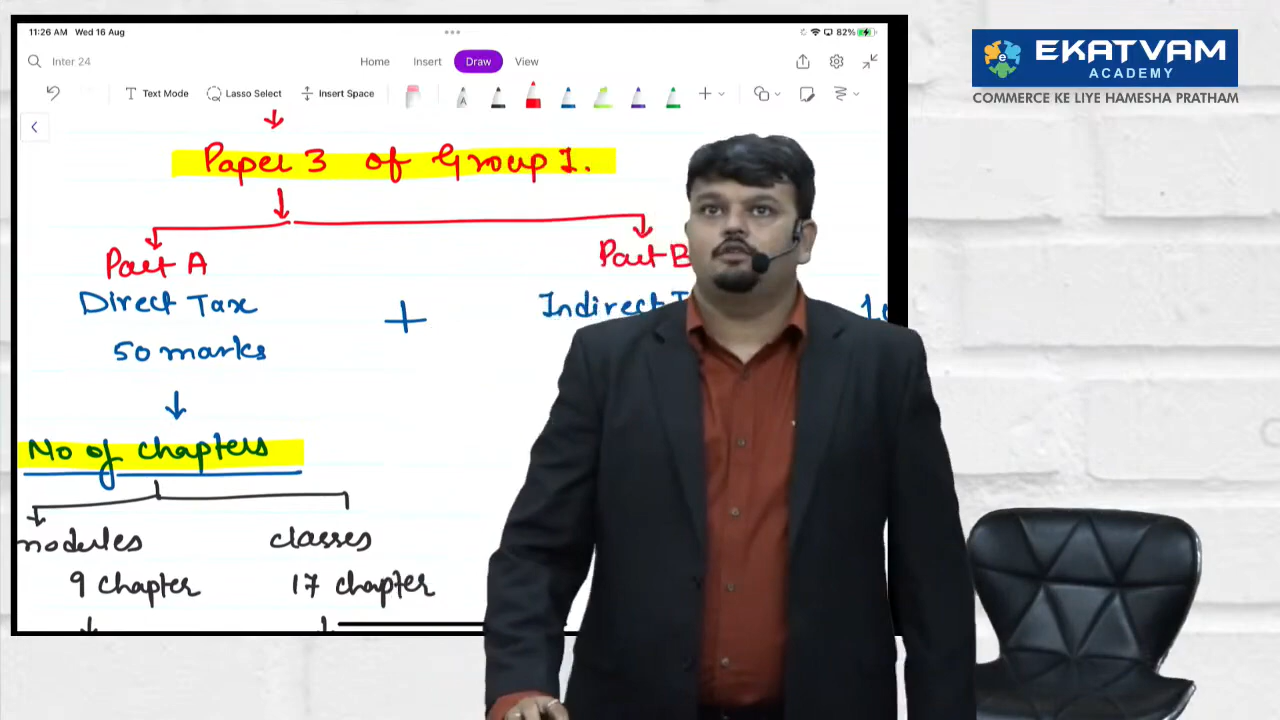 11:26 AM Wed 16 Aug
82%
EKATVAM
ACADEMY
COMMERCE KE LIYE HAMESHA PRATHAM
Inter 24
Home Insert Draw View
Text Mode Lasso Select Insert Space
Paper 3 of Group I.
Part A Part B
Direct Tax + Indirect
50 marks
No of chapters
modules classes
9 chapter 17 chapter